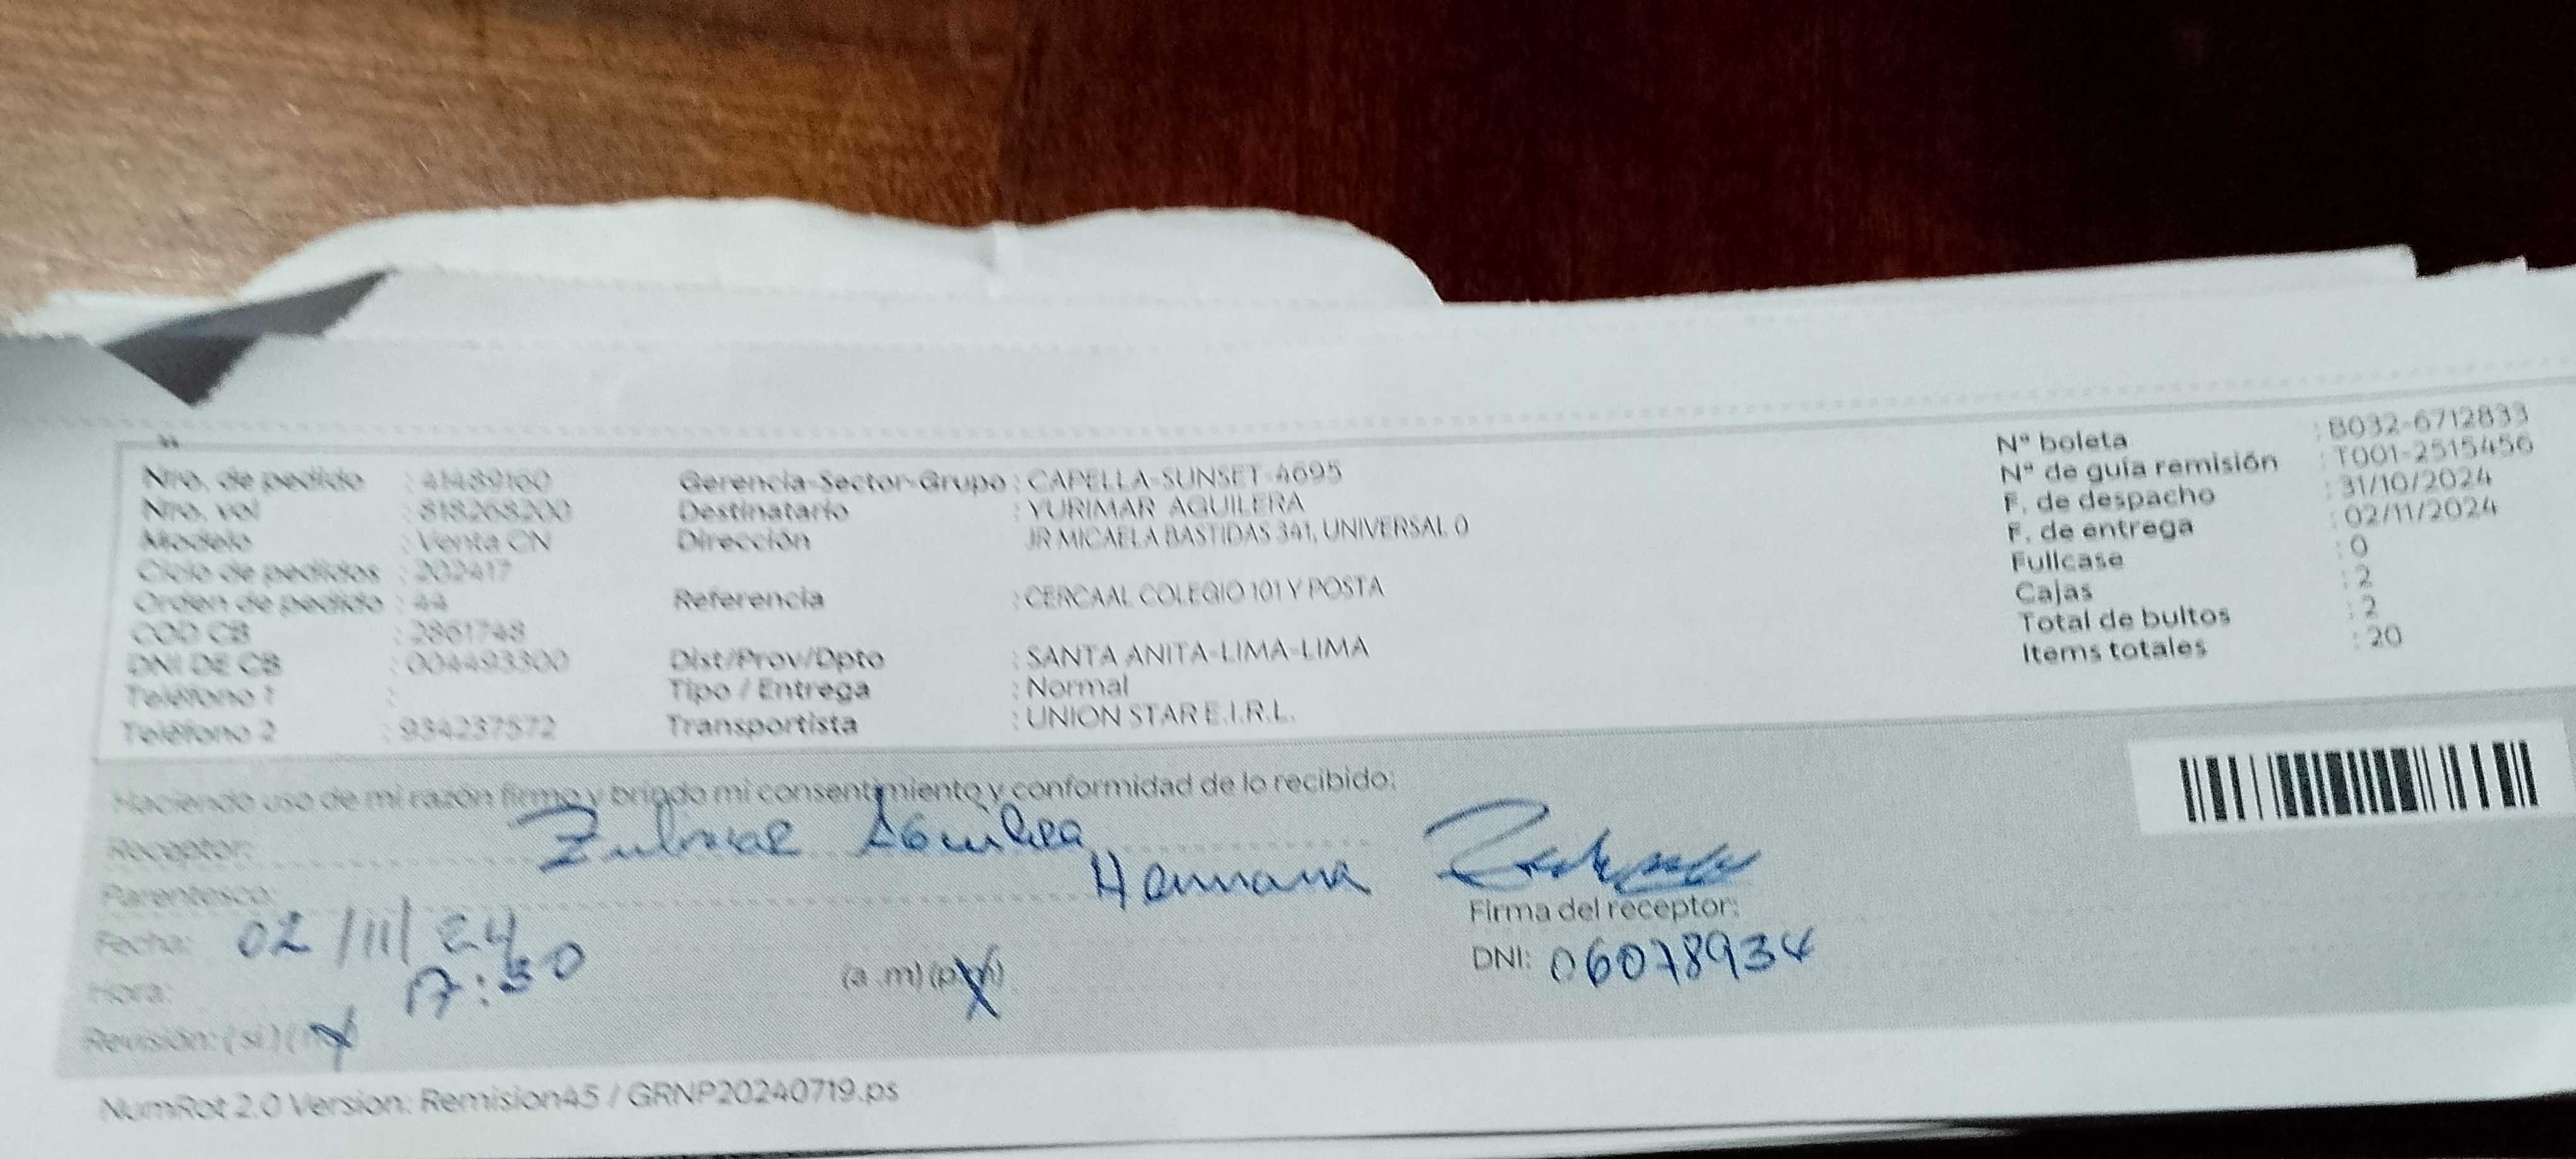 Nro. de pedido : 41489160
Nro. vol : 818268200
Modelo : Venta CN
Ciclo de pedidos : 202417
Orden de pedido : 44
COD CB : 2861748
DNI DE CB : 004493300
Teléfono 1 :
Teléfono 2 : 934237572
Gerencia-Sector-Grupo : CAPELLA-SUNSET-4695
Destinatario : YURIMAR AGUILERA
Dirección JR MICAELA BASTIDAS 341, UNIVERSAL 0
Referencia : CERCAAL COLEGIO 101 Y POSTA
Dist/Prov/Dpto : SANTA ANITA-LIMA-LIMA
Tipo / Entrega : Normal
Transportista : UNION STAR E.I.R.L.
Nº boleta : B032-6712833
Nº de guía remisión : T001-2515456
F. de despacho : 31/10/2024
F. de entrega : 02/11/2024
Fullcase : 0
Cajas : 2
Total de bultos : 2
Items totales : 20
Haciendo uso de mi razón firmo y brindo mi consentimiento y conformidad de lo recibido:
Receptor: Zulimar Aguilera
Parentesco: Hermana
Fecha: 02/11/24
Hora: 17:50 (a .m) (p.m)
Revisión: (si) (no)
Firma del receptor:
DNI: 06078934
NumRot 2.0 Version: Remision45 / GRNP20240719.ps